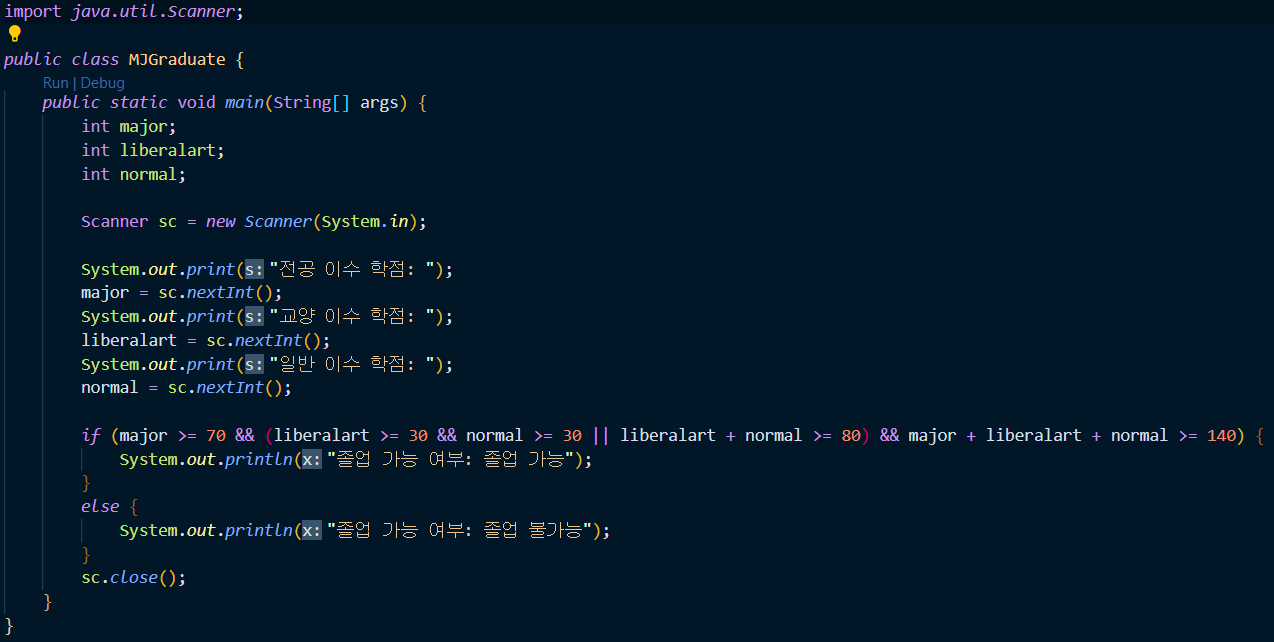 import java.util.Scanner;
public class MJGraduate {
Run | Debug
public static void main(String[] args) {
int major;
int liberalart;
int normal;
Scanner sc = new Scanner(System.in);
System.out.print(s: "전공 이수 학점: ");
major = sc.nextInt();
System.out.print(s: "교양 이수 학점: ");
liberalart = sc.nextInt();
System.out.print(s: "일반 이수 학점: ");
normal = sc.nextInt();
if (major >= 70 && (liberalart >= 30 && normal >= 30 || liberalart + normal >= 80) && major + liberalart + normal >= 140) {
System.out.println(x: "졸업 가능 여부: 졸업 가능");
}
else {
System.out.println(x: "졸업 가능 여부: 졸업 불가능");
}
sc.close();
}
}